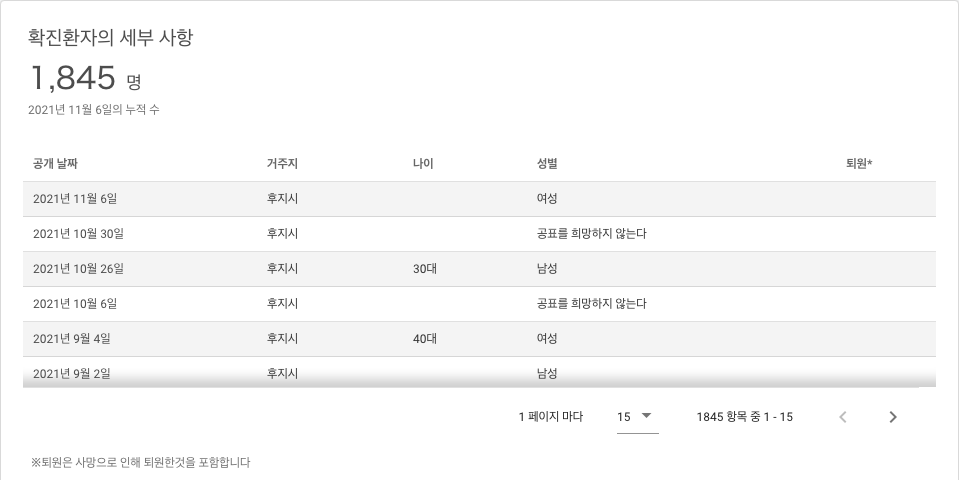 확진환자의 세부 사항
1,845 명
2021년 11월 6일의 누적 수
공개 날짜 거주지 나이 성별 퇴원*
2021년 11월 6일 후지시 여성
2021년 10월 30일 후지시 공표를 희망하지 않는다
2021년 10월 26일 후지시 30대 남성
2021년 10월 6일 후지시 공표를 희망하지 않는다
2021년 9월 4일 후지시 40대 여성
2021년 9월 2일 후지시 남성
1 페이지 마다 15 1845 항목 중 1 - 15
※퇴원은 사망으로 인해 퇴원한것을 포함합니다